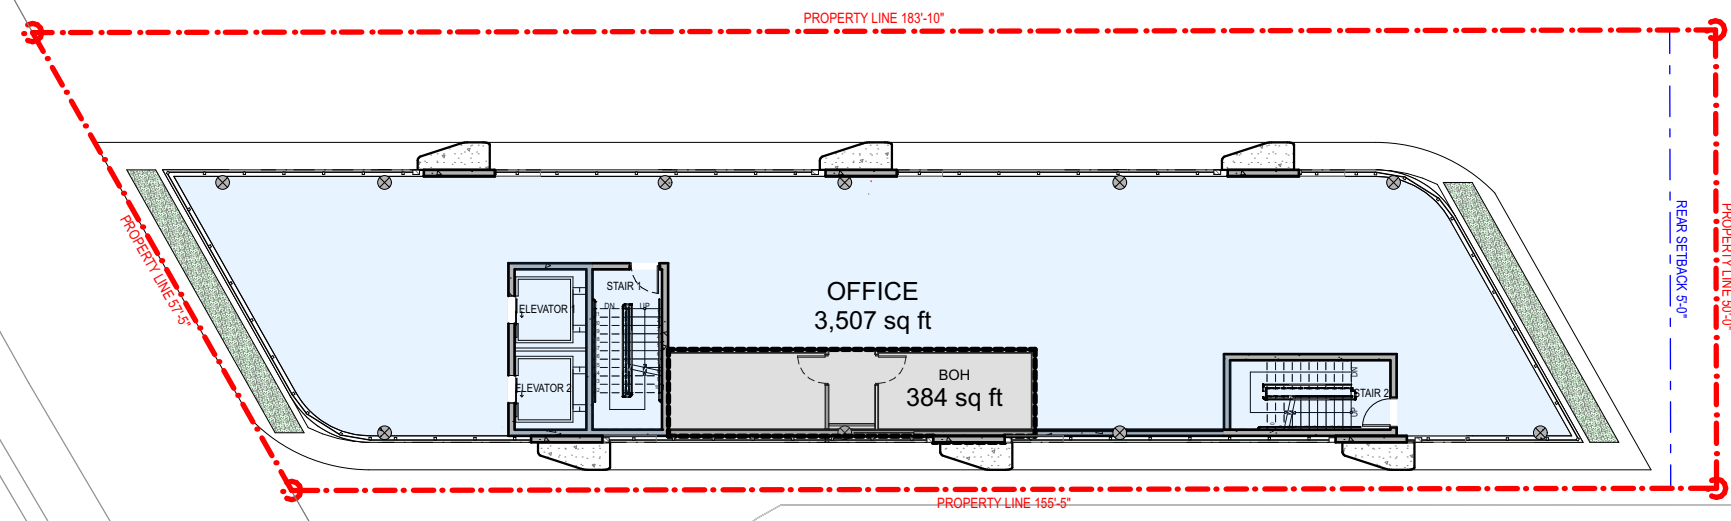 PROPERTY LINE 183'-10"
PROPERTY LINE 57'-5"
STAIR 1
DN
UP
ELEVATOR 1
ELEVATOR 2
OFFICE
3,507 sq ft
BOH
384 sq ft
STAIR 2
DN
UP
REAR SETBACK 5'-0"
PROPERTY LINE 50'-0"
PROPERTY LINE 155'-5"